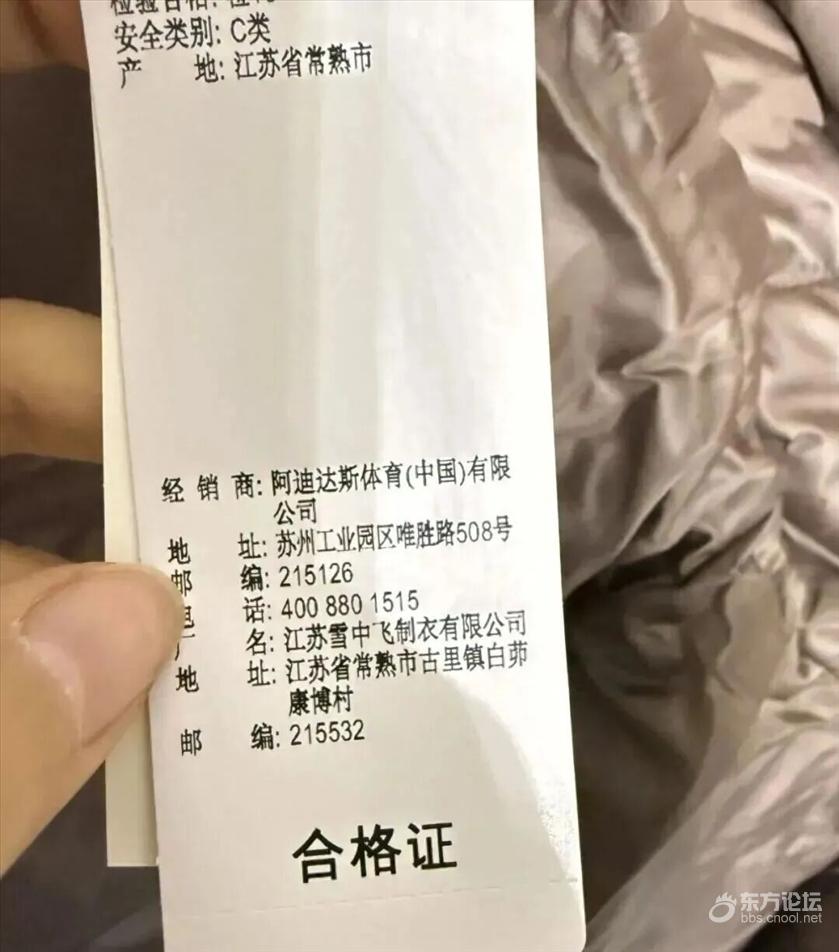 安全类别: C类
产 地: 江苏省常熟市
经 销 商: 阿迪达斯体育(中国)有限
公司
地 址: 苏州工业园区唯胜路508号
邮 编: 215126
话: 400 880 1515
名: 江苏雪中飞制衣有限公司
地 址: 江苏省常熟市古里镇白茆
康博村
邮 编: 215532
合格证
东方论坛
bbs.cnool.net